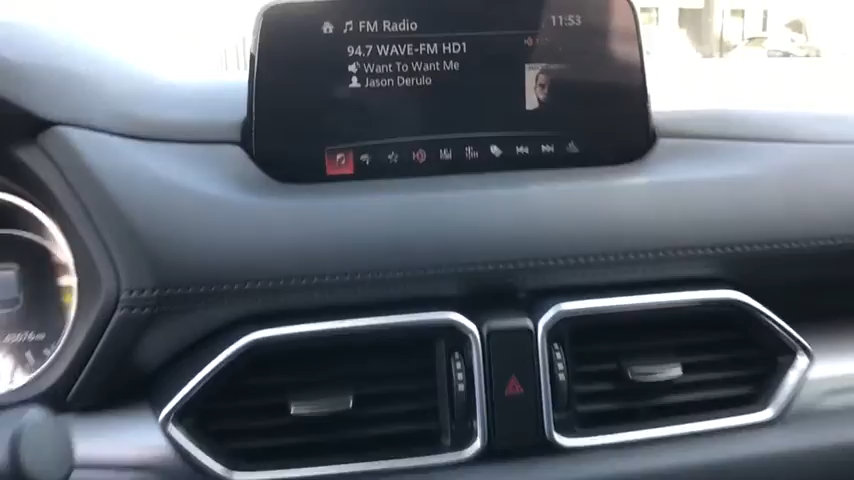 FM Radio
11:53
94.7 WAVE-FM HD1
Want To Want Me
Jason Derulo